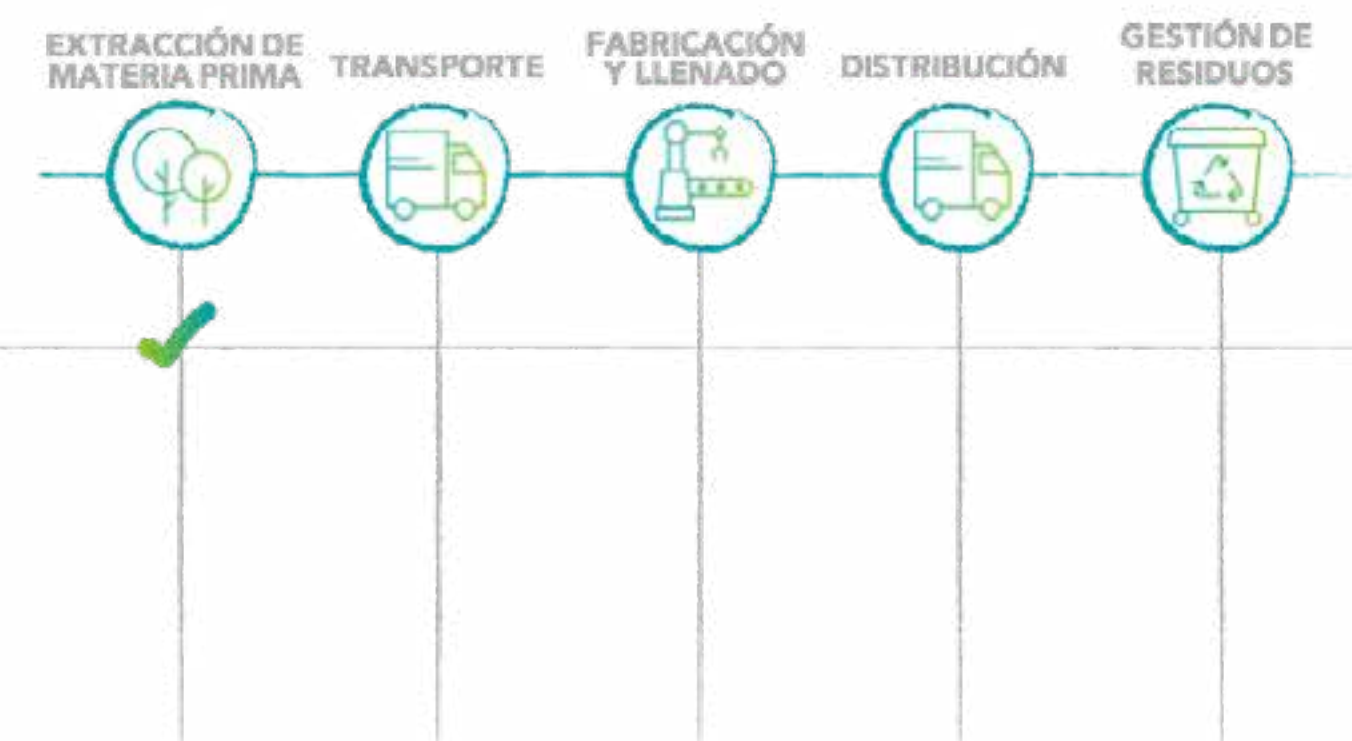 EXTRACCIÓN DE
MATERIA PRIMA
TRANSPORTE
FABRICACIÓN
Y LLENADO
DISTRIBUCIÓN
GESTIÓN DE
RESIDUOS